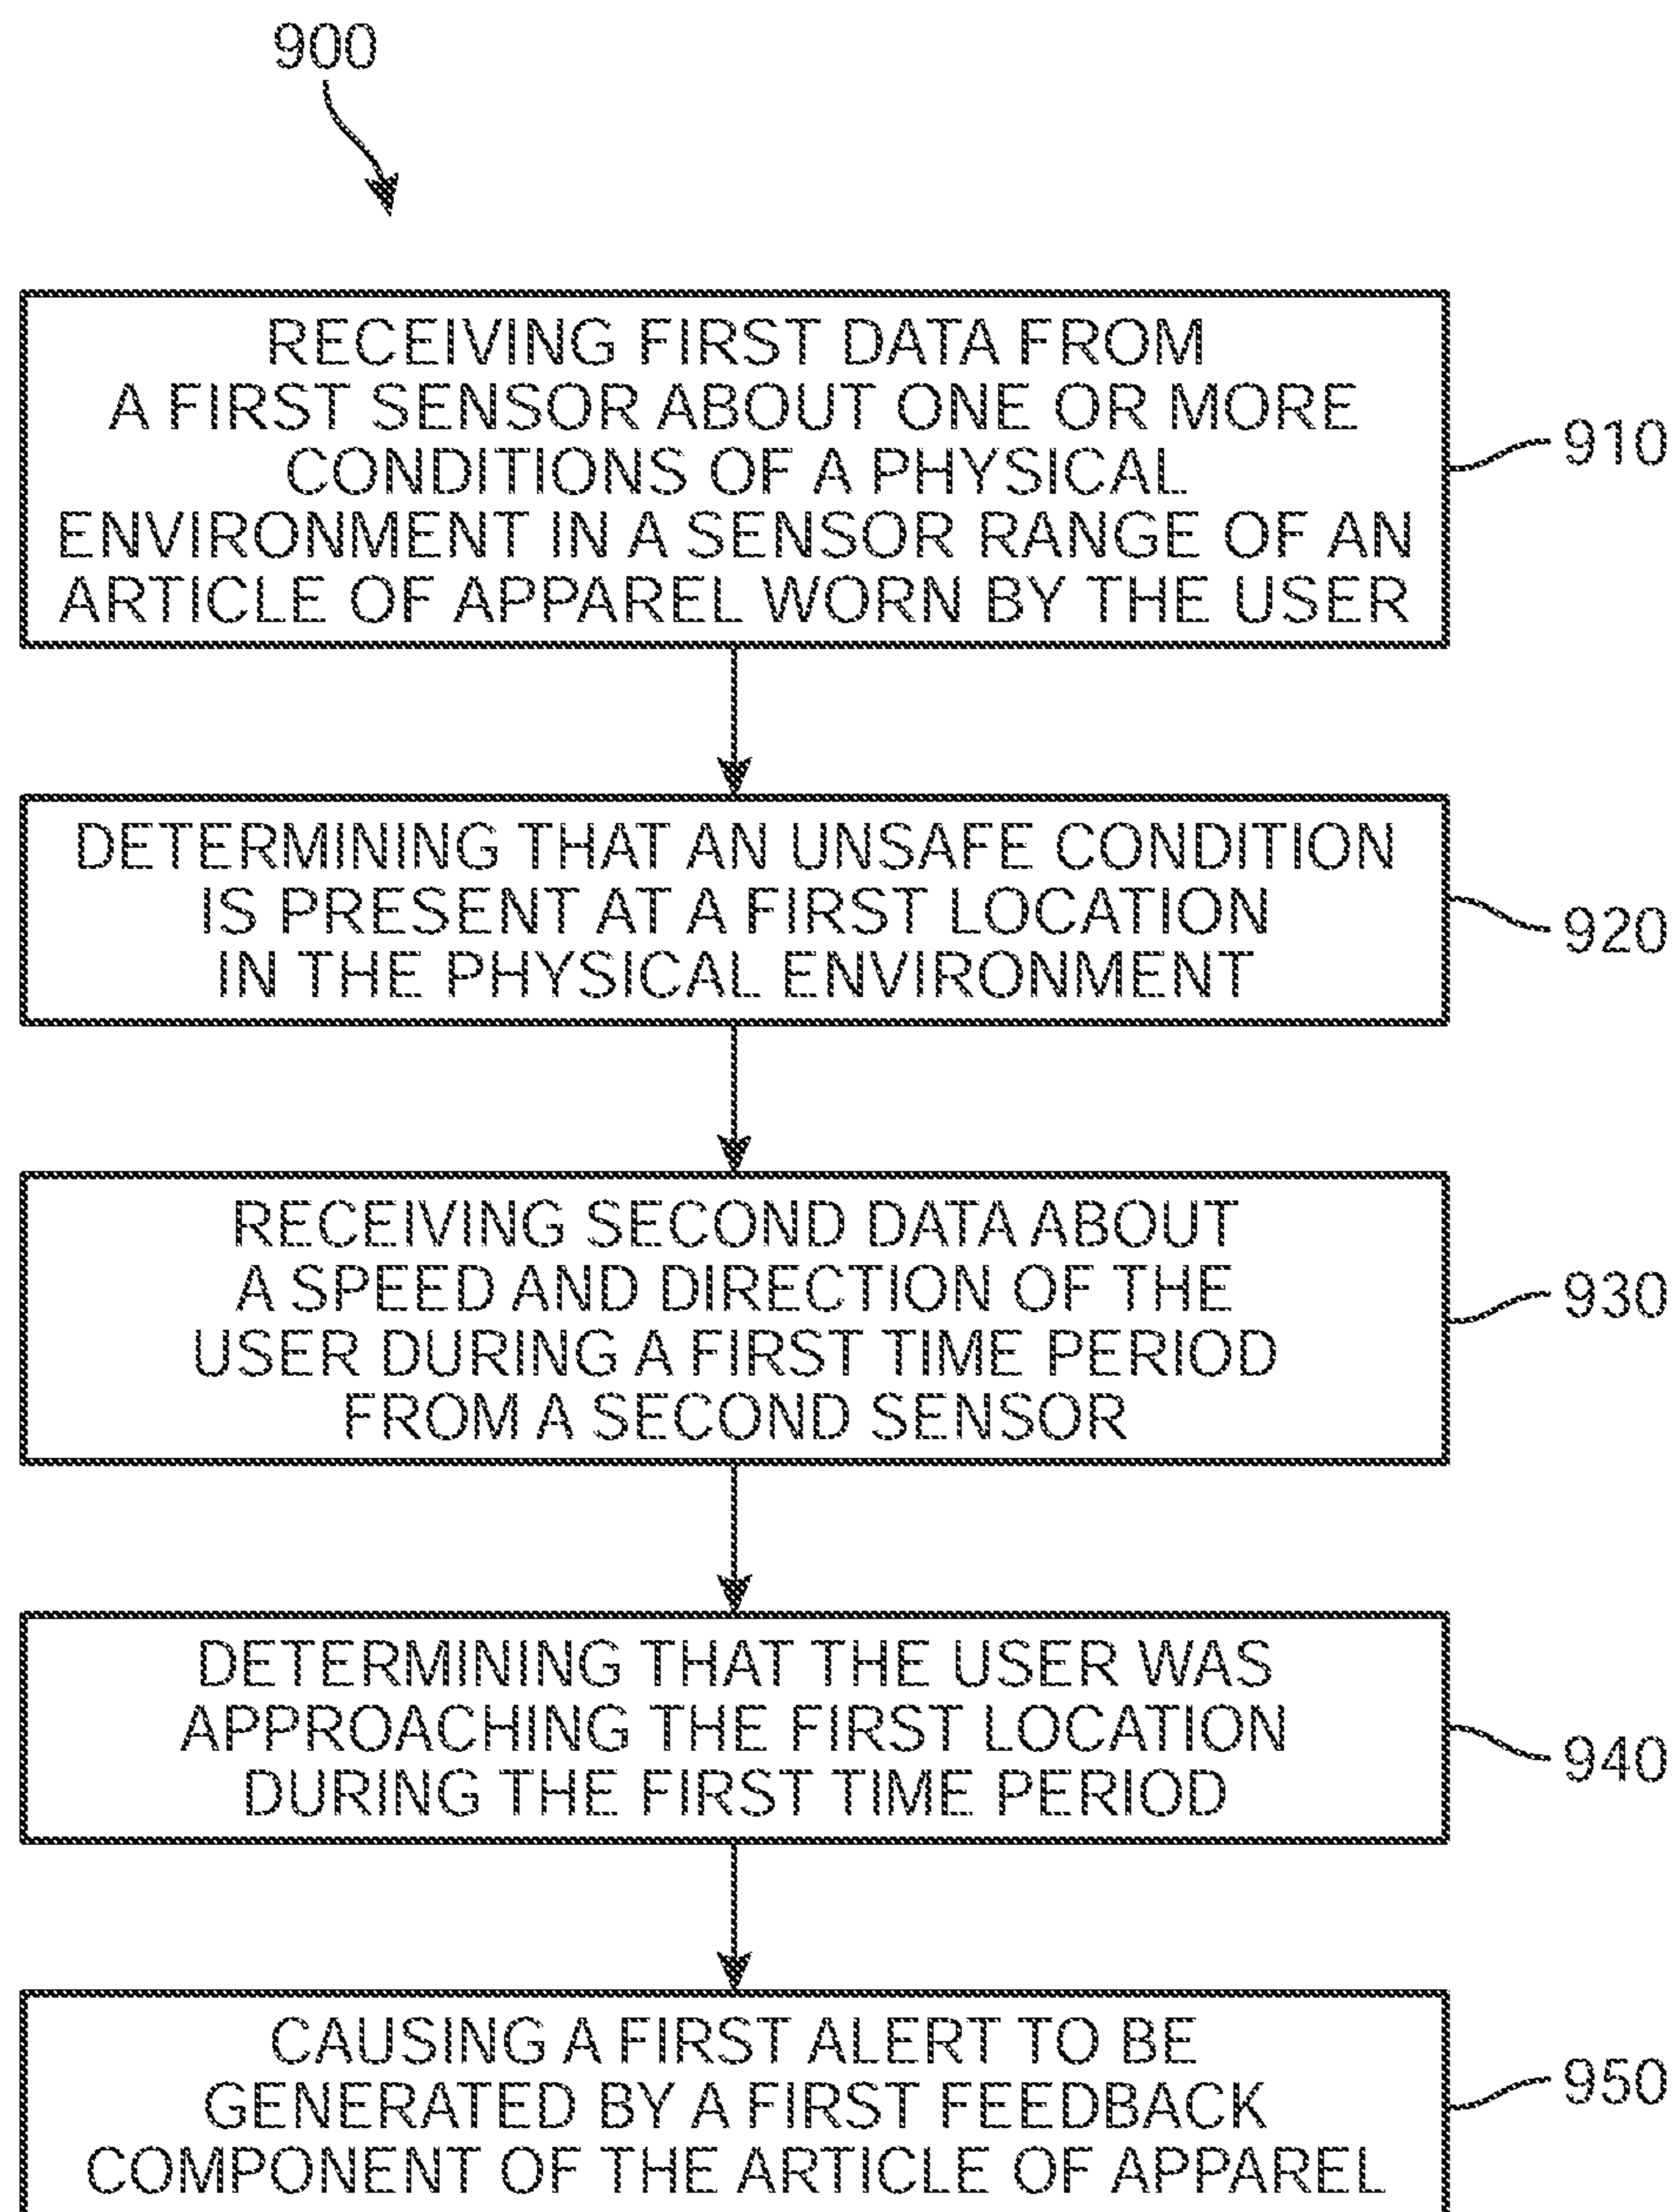 900
RECEIVING FIRST DATA FROM
A FIRST SENSOR ABOUT ONE OR MORE
CONDITIONS OF A PHYSICAL
ENVIRONMENT IN A SENSOR RANGE OF AN
ARTICLE OF APPAREL WORN BY THE USER
910
DETERMINING THAT AN UNSAFE CONDITION
IS PRESENT AT A FIRST LOCATION
IN THE PHYSICAL ENVIRONMENT
920
RECEIVING SECOND DATA ABOUT
A SPEED AND DIRECTION OF THE
USER DURING A FIRST TIME PERIOD
FROM A SECOND SENSOR
930
DETERMINING THAT THE USER WAS
APPROACHING THE FIRST LOCATION
DURING THE FIRST TIME PERIOD
940
CAUSING A FIRST ALERT TO BE
GENERATED BY A FIRST FEEDBACK
COMPONENT OF THE ARTICLE OF APPAREL
950